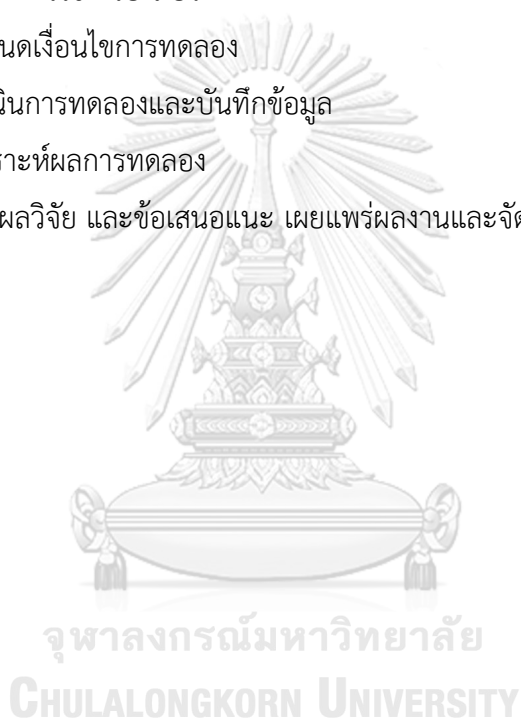 นดเงื่อนไขการทดลอง
นินการทดลองและบันทึกข้อมูล
ราะห์ผลการทดลอง
ผลวิจัย และข้อเสนอแนะ เผยแพร่ผลงานและจัด
จุฬาลงกรณ์มหาวิทยาลัย
CHULALONGKORN UNIVERSITY